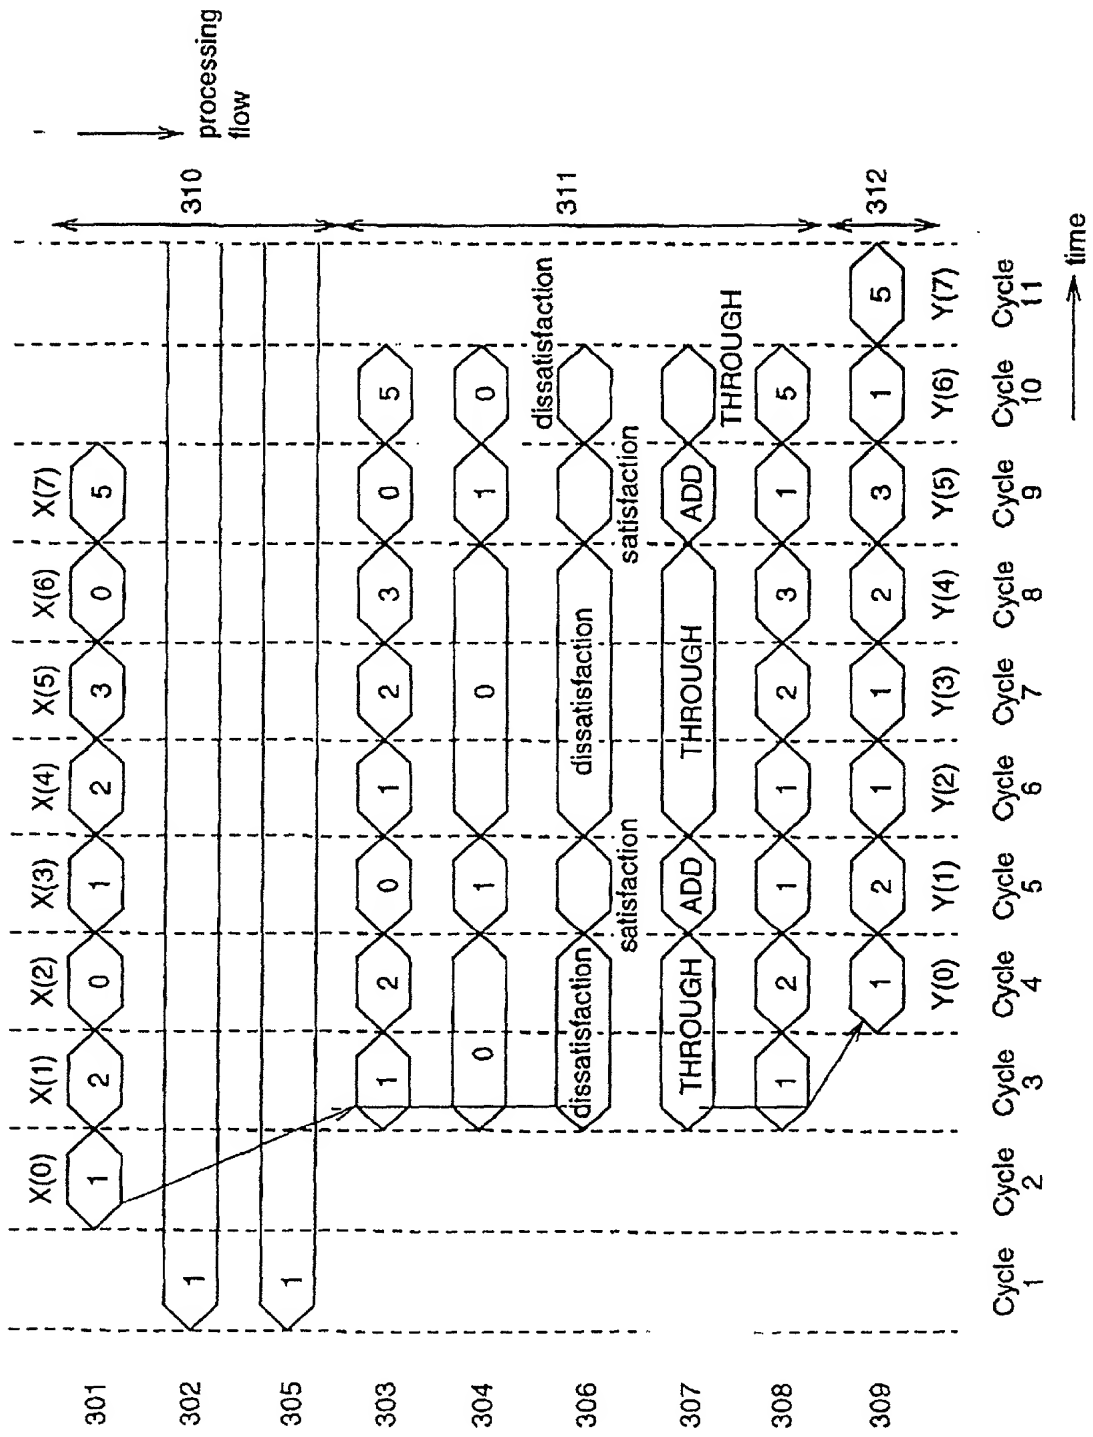 processing
flow
X(0) X(1) X(2) X(3) X(4) X(5) X(6) X(7)
301 1 2 0 1 2 3 0 5
302 1
310
305 1
303 1 2 0 1 2 3 0 5
304 0 1 0 1 0
311
306 dissatisfaction satisfaction dissatisfaction satisfaction dissatisfaction
307 THROUGH ADD THROUGH ADD THROUGH
308 1 2 1 1 2 3 1 5
309 1 2 1 1 2 3 1 5
312
Y(0) Y(1) Y(2) Y(3) Y(4) Y(5) Y(6) Y(7)
Cycle Cycle Cycle Cycle Cycle Cycle Cycle Cycle Cycle Cycle Cycle
1 2 3 4 5 6 7 8 9 10 11
time